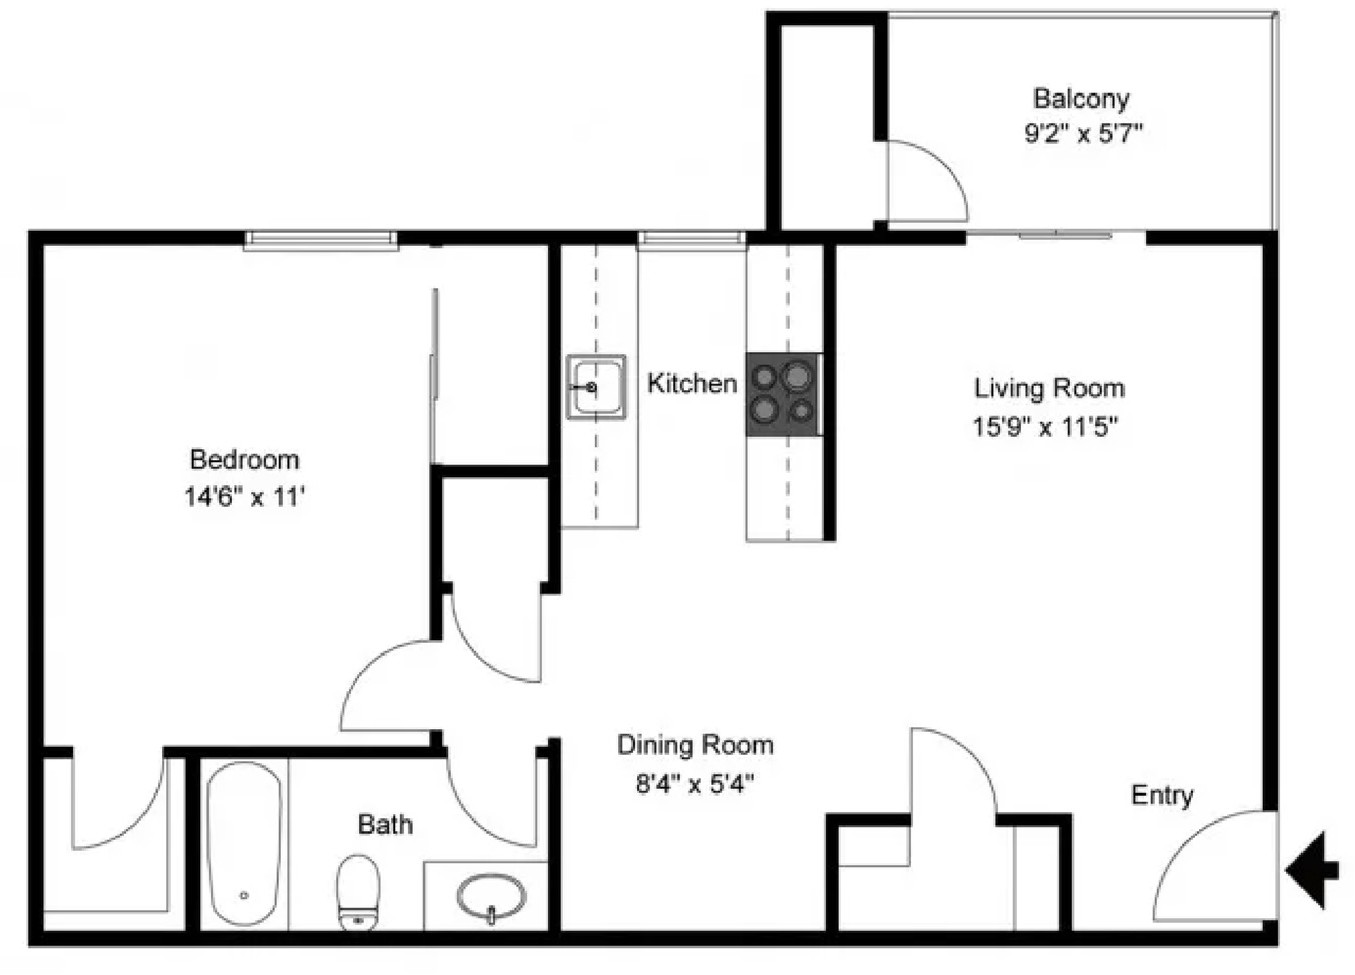 Balcony
9'2" x 5'7"
Kitchen
Living Room
15'9" x 11'5"
Bedroom
14'6" x 11'
Dining Room
8'4" x 5'4"
Entry
Bath